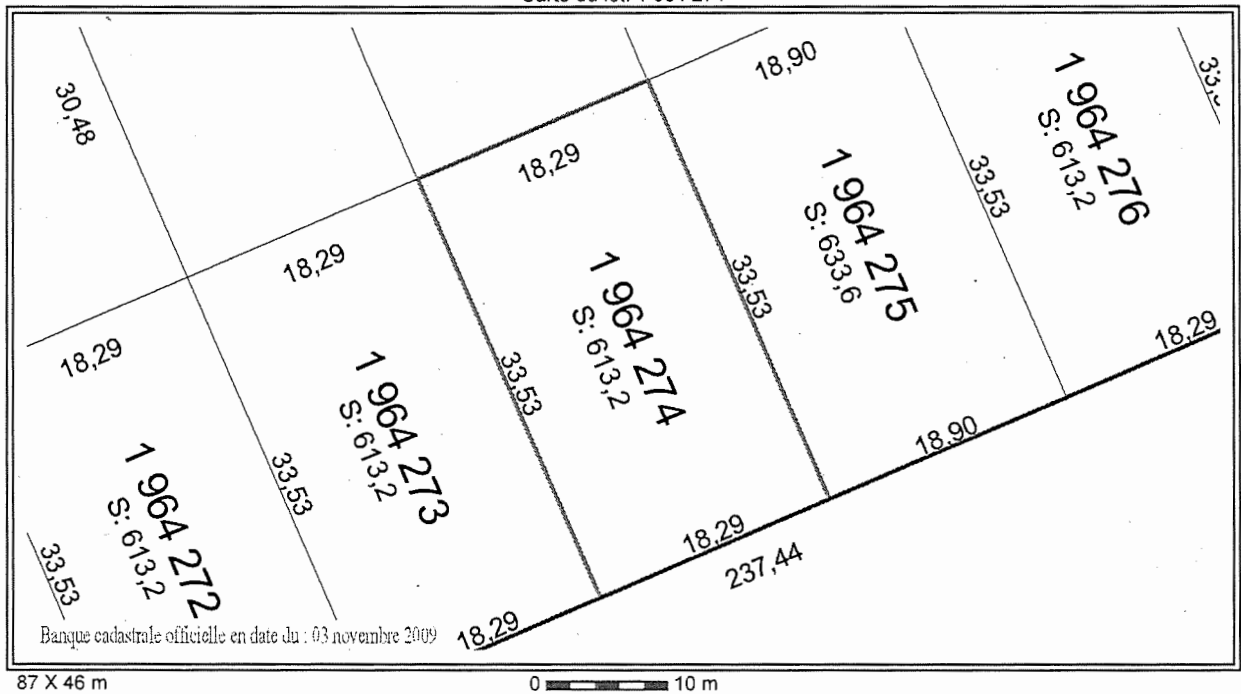 30,48
18,90
33,
18,29
1 964 276
S: 613,2
33,53
1 964 275
S: 633,6
18,29
18,29
1 964 274
S: 613,2
33,53
18,29
18,29
33,53
1 964 273
S: 613,2
18.90
1 964 272
S: 613,2
33,53
18,29
237,44
33,53
18,29
Banque cadastrale officielle en date du : 03 novembre 2009
87 X 46 m
0 10 m